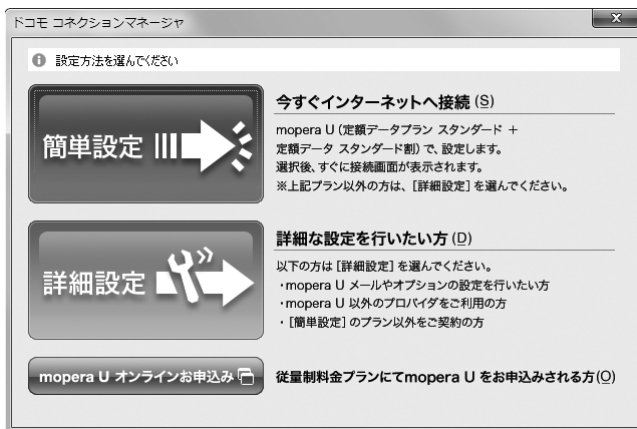 ドコモ コネクションマネージャ
x
設定方法を選んでください
簡単設定
今すぐインターネットへ接続 (S)
mopera U (定額データプラン スタンダード +
定額データ スタンダード割) で、設定します。
選択後、すぐに接続画面が表示されます。
※上記プラン以外の方は、[詳細設定] を選んでください。
詳細設定
詳細な設定を行いたい方 (D)
以下の方は [詳細設定] を選んでください。
・mopera U メールやオプションの設定を行いたい方
・mopera U 以外のプロバイダをご利用の方
・[簡単設定] のプラン以外をご契約の方
mopera U オンラインお申込み
従量制料金プランにてmopera U をお申込みされる方(O)